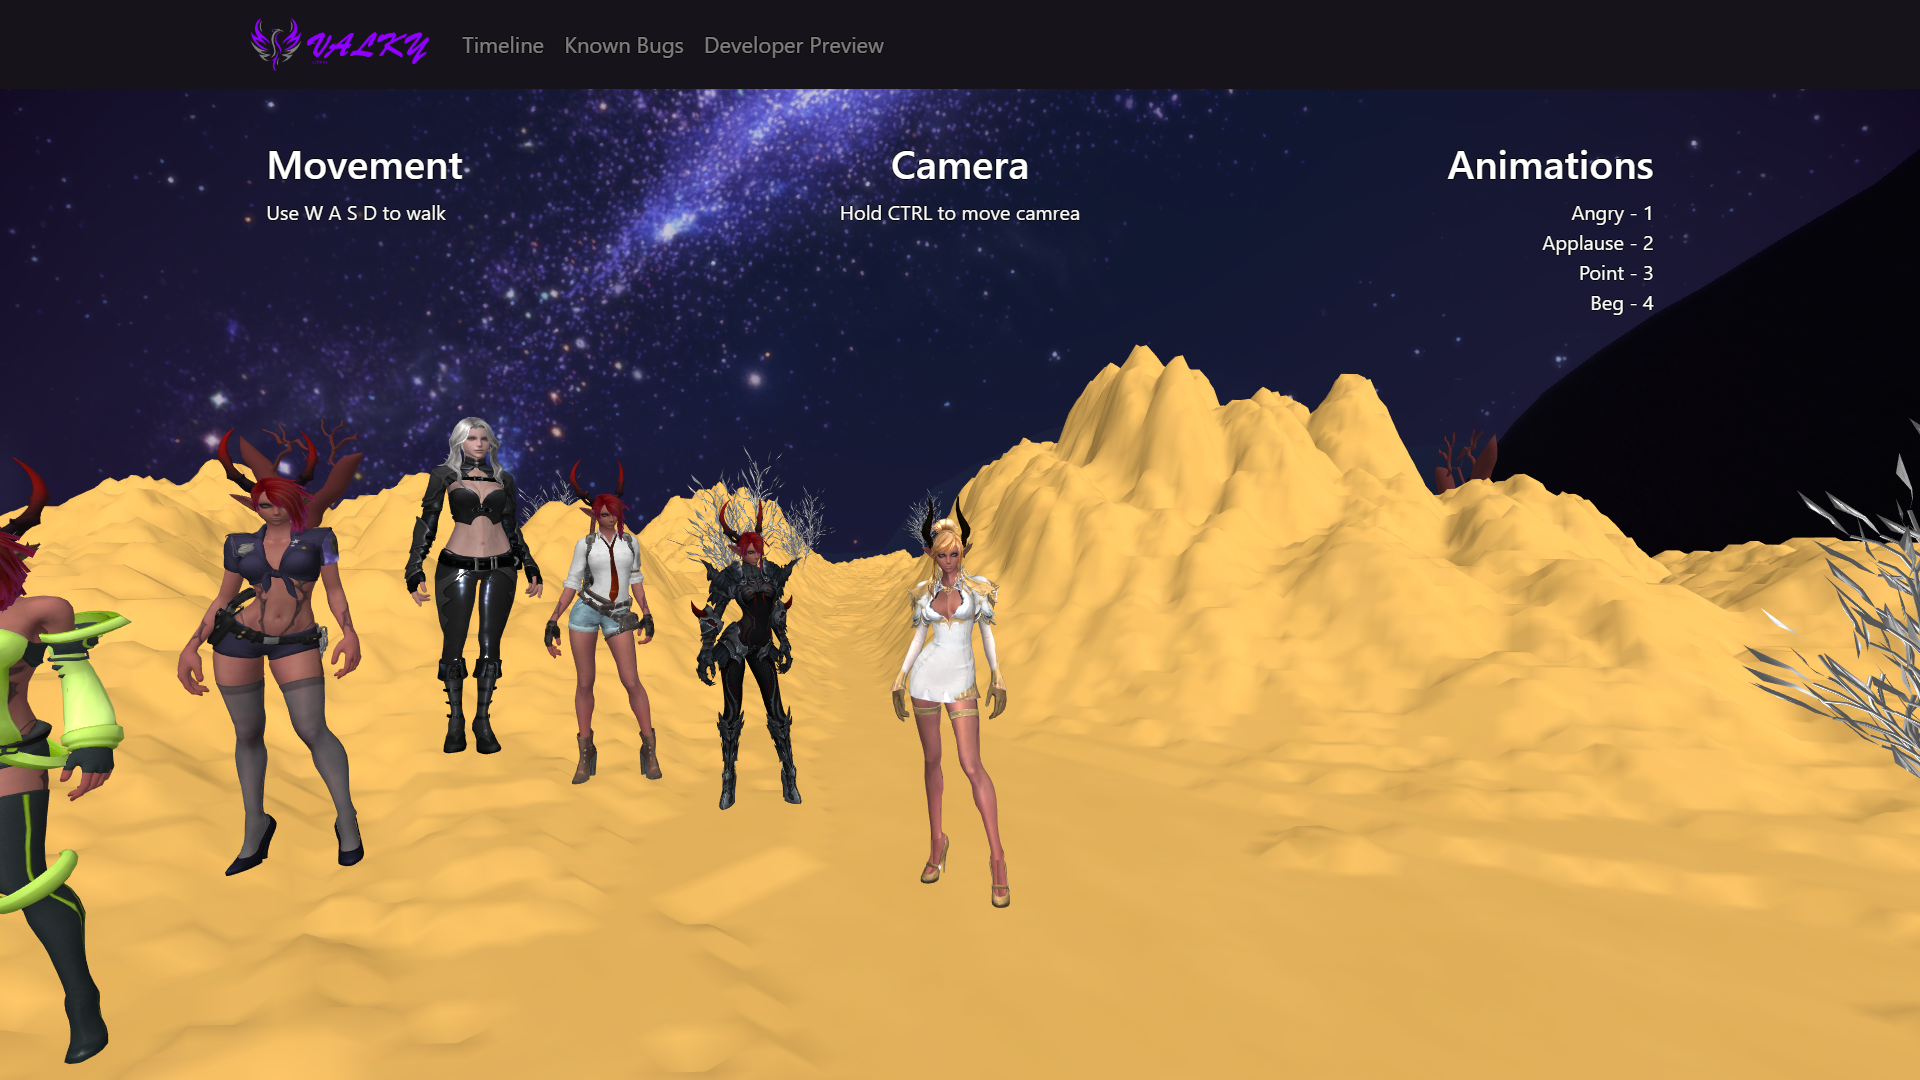 VALKY
Timeline
Known Bugs
Developer Preview
Movement
Use W A S D to walk
Camera
Hold CTRL to move camrea
Animations
Angry - 1
Applause - 2
Point - 3
Beg - 4